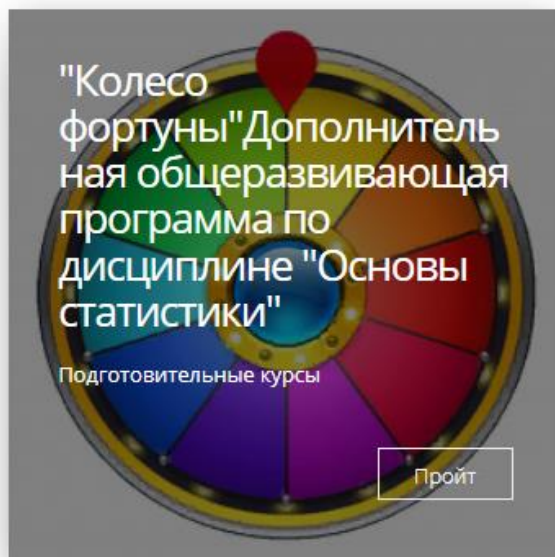 "Колесо
фортуны"Дополнитель
ная общеразвивающая
программа по
дисциплине "Основы
статистики"
Подготовительные курсы
Пройт